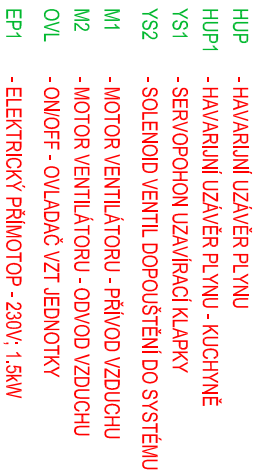 HUP - HAVARIJNÍ UZÁVĚR PLYNU
HUP1 - HAVARIJNÍ UZÁVĚR PLYNU - KUCHYNĚ
YS1 - SERVOPOHON UZAVÍRACÍ KLAPKY
YS2 - SOLENOID VENTIL DOPOUŠTĚNÍ DO SYSTÉMU
M1 - MOTOR VENTILÁTORU - PŘÍVOD VZDUCHU
M2 - MOTOR VENTILÁTORU - ODVOD VZDUCHU
OVL - ON/OFF - OVLADAČ VZT JEDNOTKY
EP1 - ELEKTRICKÝ PŘÍMOTOP - 230V; 1.5kW